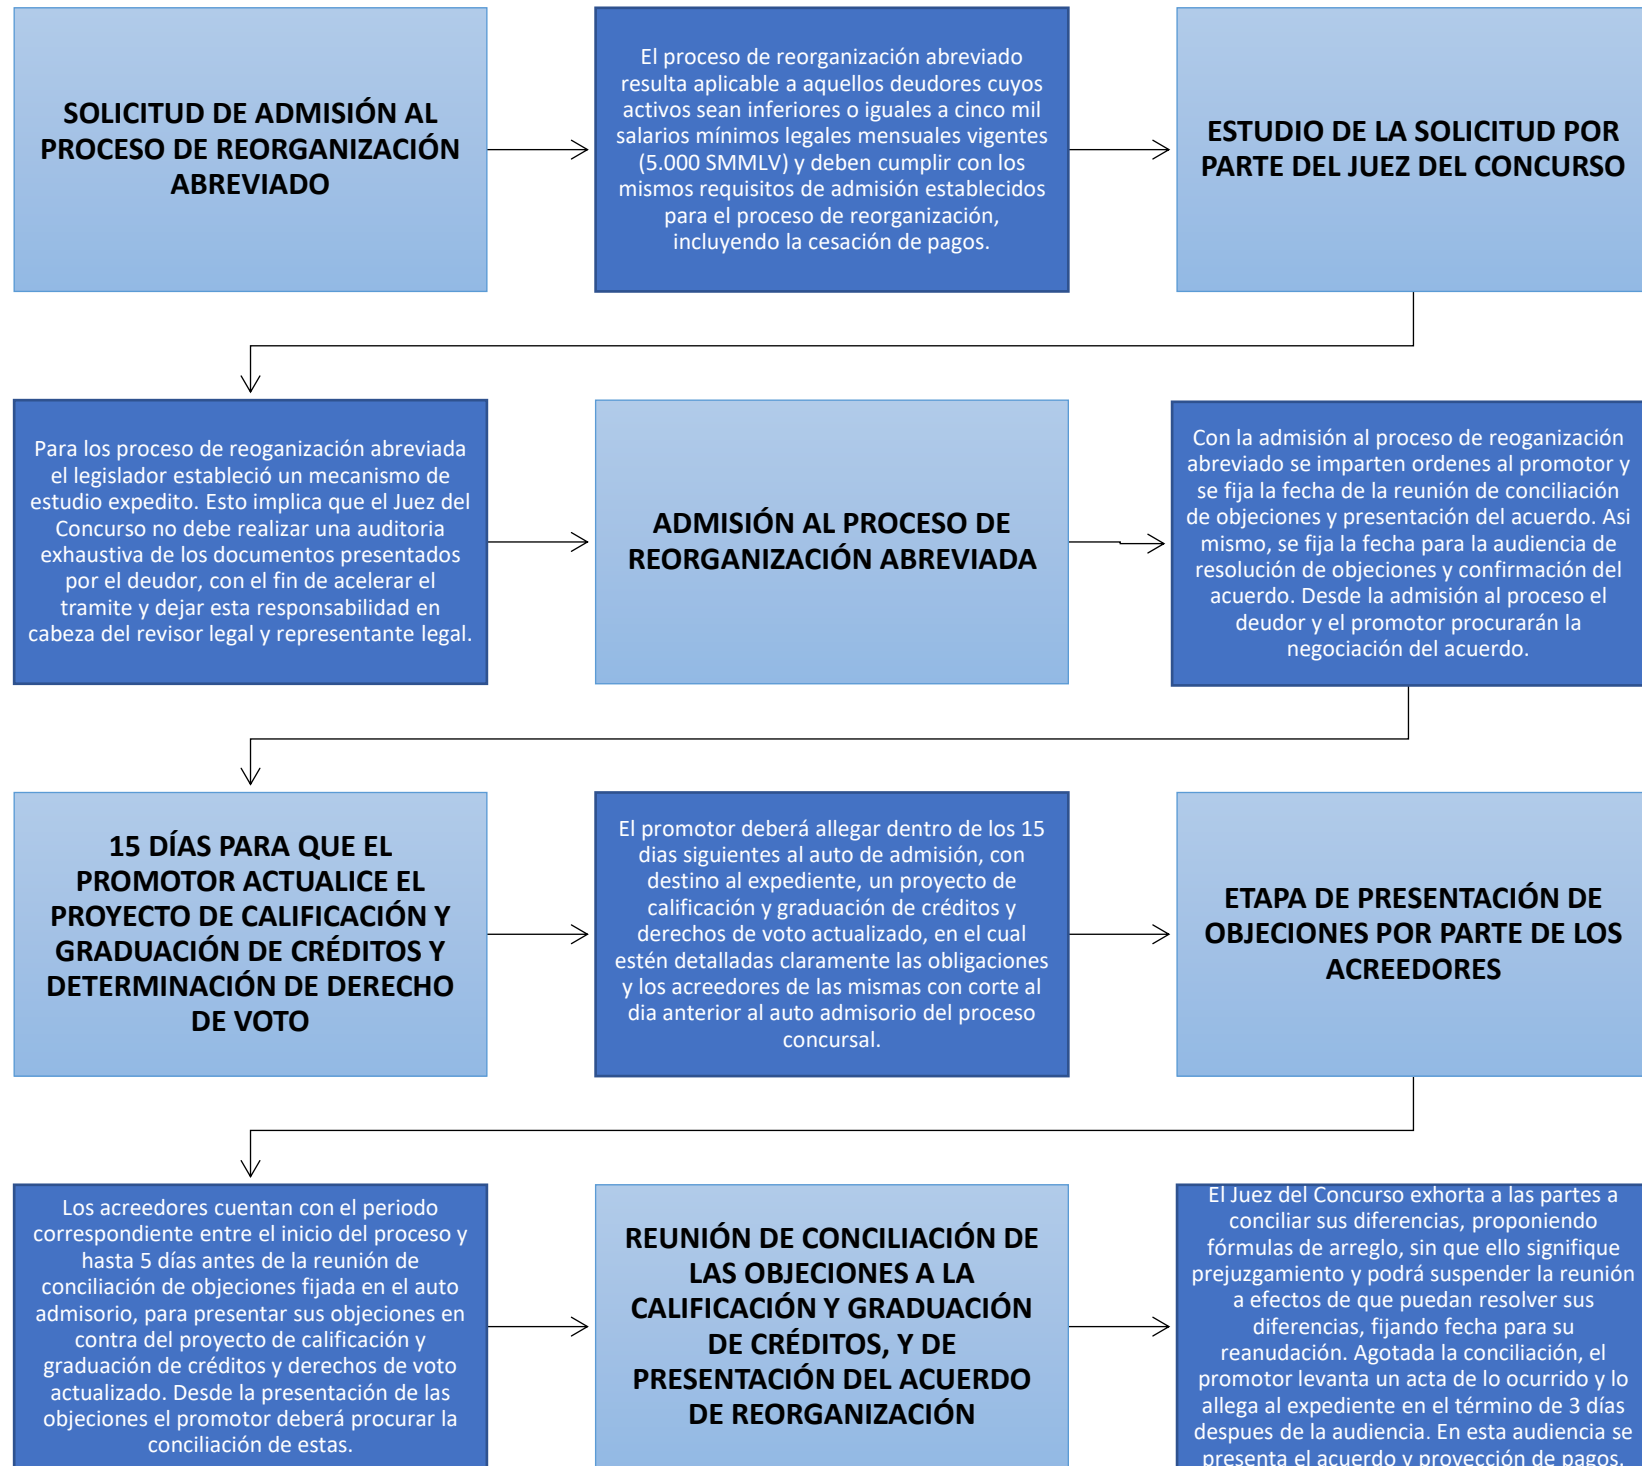 SOLICITUD DE ADMISIÓN AL
PROCESO DE REORGANIZACIÓN
ABREVIADO
El proceso de reorganización abreviado
resulta aplicable a aquellos deudores cuyos
activos sean inferiores o iguales a cinco mil
salarios mínimos legales mensuales vigentes
(5.000 SMMLV) y deben cumplir con los
mismos requisitos de admisión establecidos
para el proceso de reorganización,
incluyendo la cesación de pagos.
ESTUDIO DE LA SOLICITUD POR
PARTE DEL JUEZ DEL CONCURSO
Para los proceso de reoganización abreviada
el legislador estableció un mecanismo de
estudio expedito. Esto implica que el Juez del
Concurso no debe realizar una auditoria
exhaustiva de los documentos presentados
por el deudor, con el fin de acelerar el
tramite y dejar esta responsabilidad en
cabeza del revisor legal y representante legal.
ADMISIÓN AL PROCESO DE
REORGANIZACIÓN ABREVIADA
Con la admisión al proceso de reoganización
abreviado se imparten ordenes al promotor y
se fija la fecha de la reunión de conciliación
de objeciones y presentación del acuerdo. Asi
mismo, se fija la fecha para la audiencia de
resolución de objeciones y confirmación del
acuerdo. Desde la admisión al proceso el
deudor y el promotor procurarán la
negociación del acuerdo.
15 DÍAS PARA QUE EL
PROMOTOR ACTUALICE EL
PROYECTO DE CALIFICACIÓN Y
GRADUACIÓN DE CRÉDITOS Y
DETERMINACIÓN DE DERECHO
DE VOTO
El promotor deberá allegar dentro de los 15
dias siguientes al auto de admisión, con
destino al expediente, un proyecto de
calificación y graduación de créditos y
derechos de voto actualizado, en el cual
estén detalladas claramente las obligaciones
y los acreedores de las mismas con corte al
dia anterior al auto admisorio del proceso
concursal.
ETAPA DE PRESENTACIÓN DE
OBJECIONES POR PARTE DE LOS
ACREEDORES
Los acreedores cuentan con el periodo
correspondiente entre el inicio del proceso y
hasta 5 días antes de la reunión de
conciliación de objeciones fijada en el auto
admisorio, para presentar sus objeciones en
contra del proyecto de calificación y
graduación de créditos y derechos de voto
actualizado. Desde la presentación de las
objeciones el promotor deberá procurar la
conciliación de estas.
REUNIÓN DE CONCILIACIÓN DE
LAS OBJECIONES A LA
CALIFICACIÓN Y GRADUACIÓN
DE CRÉDITOS, Y DE
PRESENTACIÓN DEL ACUERDO
DE REORGANIZACIÓN
El Juez del Concurso exhorta a las partes a
conciliar sus diferencias, proponiendo
fórmulas de arreglo, sin que ello signifique
prejuzgamiento y podrá suspender la reunión
a efectos de que puedan resolver sus
diferencias, fijando fecha para su
reanudación. Agotada la conciliación, el
promotor levanta un acta de lo ocurrido y lo
allega al expediente en el término de 3 días
despues de la audiencia. En esta audiencia se
presenta el acuerdo y proyección de pagos.